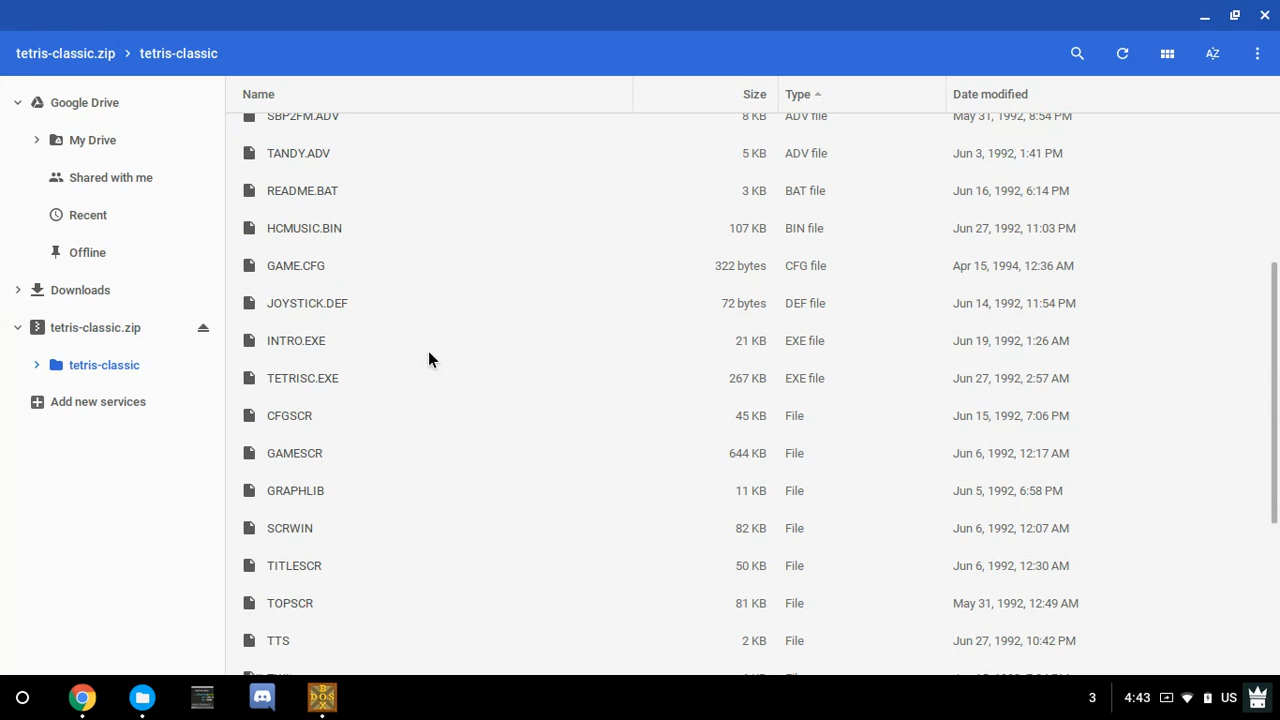 tetris-classic.zip > tetris-classic
Name Size Type Date modified
Google Drive
My Drive
Shared with me
Recent
Offline
Downloads
tetris-classic.zip
tetris-classic
Add new services
SBP2FM.ADV 8 KB ADV file May 31, 1992, 8:54 PM
TANDY.ADV 5 KB ADV file Jun 3, 1992, 1:41 PM
README.BAT 3 KB BAT file Jun 16, 1992, 6:14 PM
HCMUSIC.BIN 107 KB BIN file Jun 27, 1992, 11:03 PM
GAME.CFG 322 bytes CFG file Apr 15, 1994, 12:36 AM
JOYSTICK.DEF 72 bytes DEF file Jun 14, 1992, 11:54 PM
INTRO.EXE 21 KB EXE file Jun 19, 1992, 1:26 AM
TETRISC.EXE 267 KB EXE file Jun 27, 1992, 2:57 AM
CFGSCR 45 KB File Jun 15, 1992, 7:06 PM
GAMESCR 644 KB File Jun 6, 1992, 12:17 AM
GRAPHLIB 11 KB File Jun 5, 1992, 6:58 PM
SCRWIN 82 KB File Jun 6, 1992, 12:07 AM
TITLESCR 50 KB File Jun 6, 1992, 12:30 AM
TOPSCR 81 KB File May 31, 1992, 12:49 AM
TTS 2 KB File Jun 27, 1992, 10:42 PM
3 4:43 US